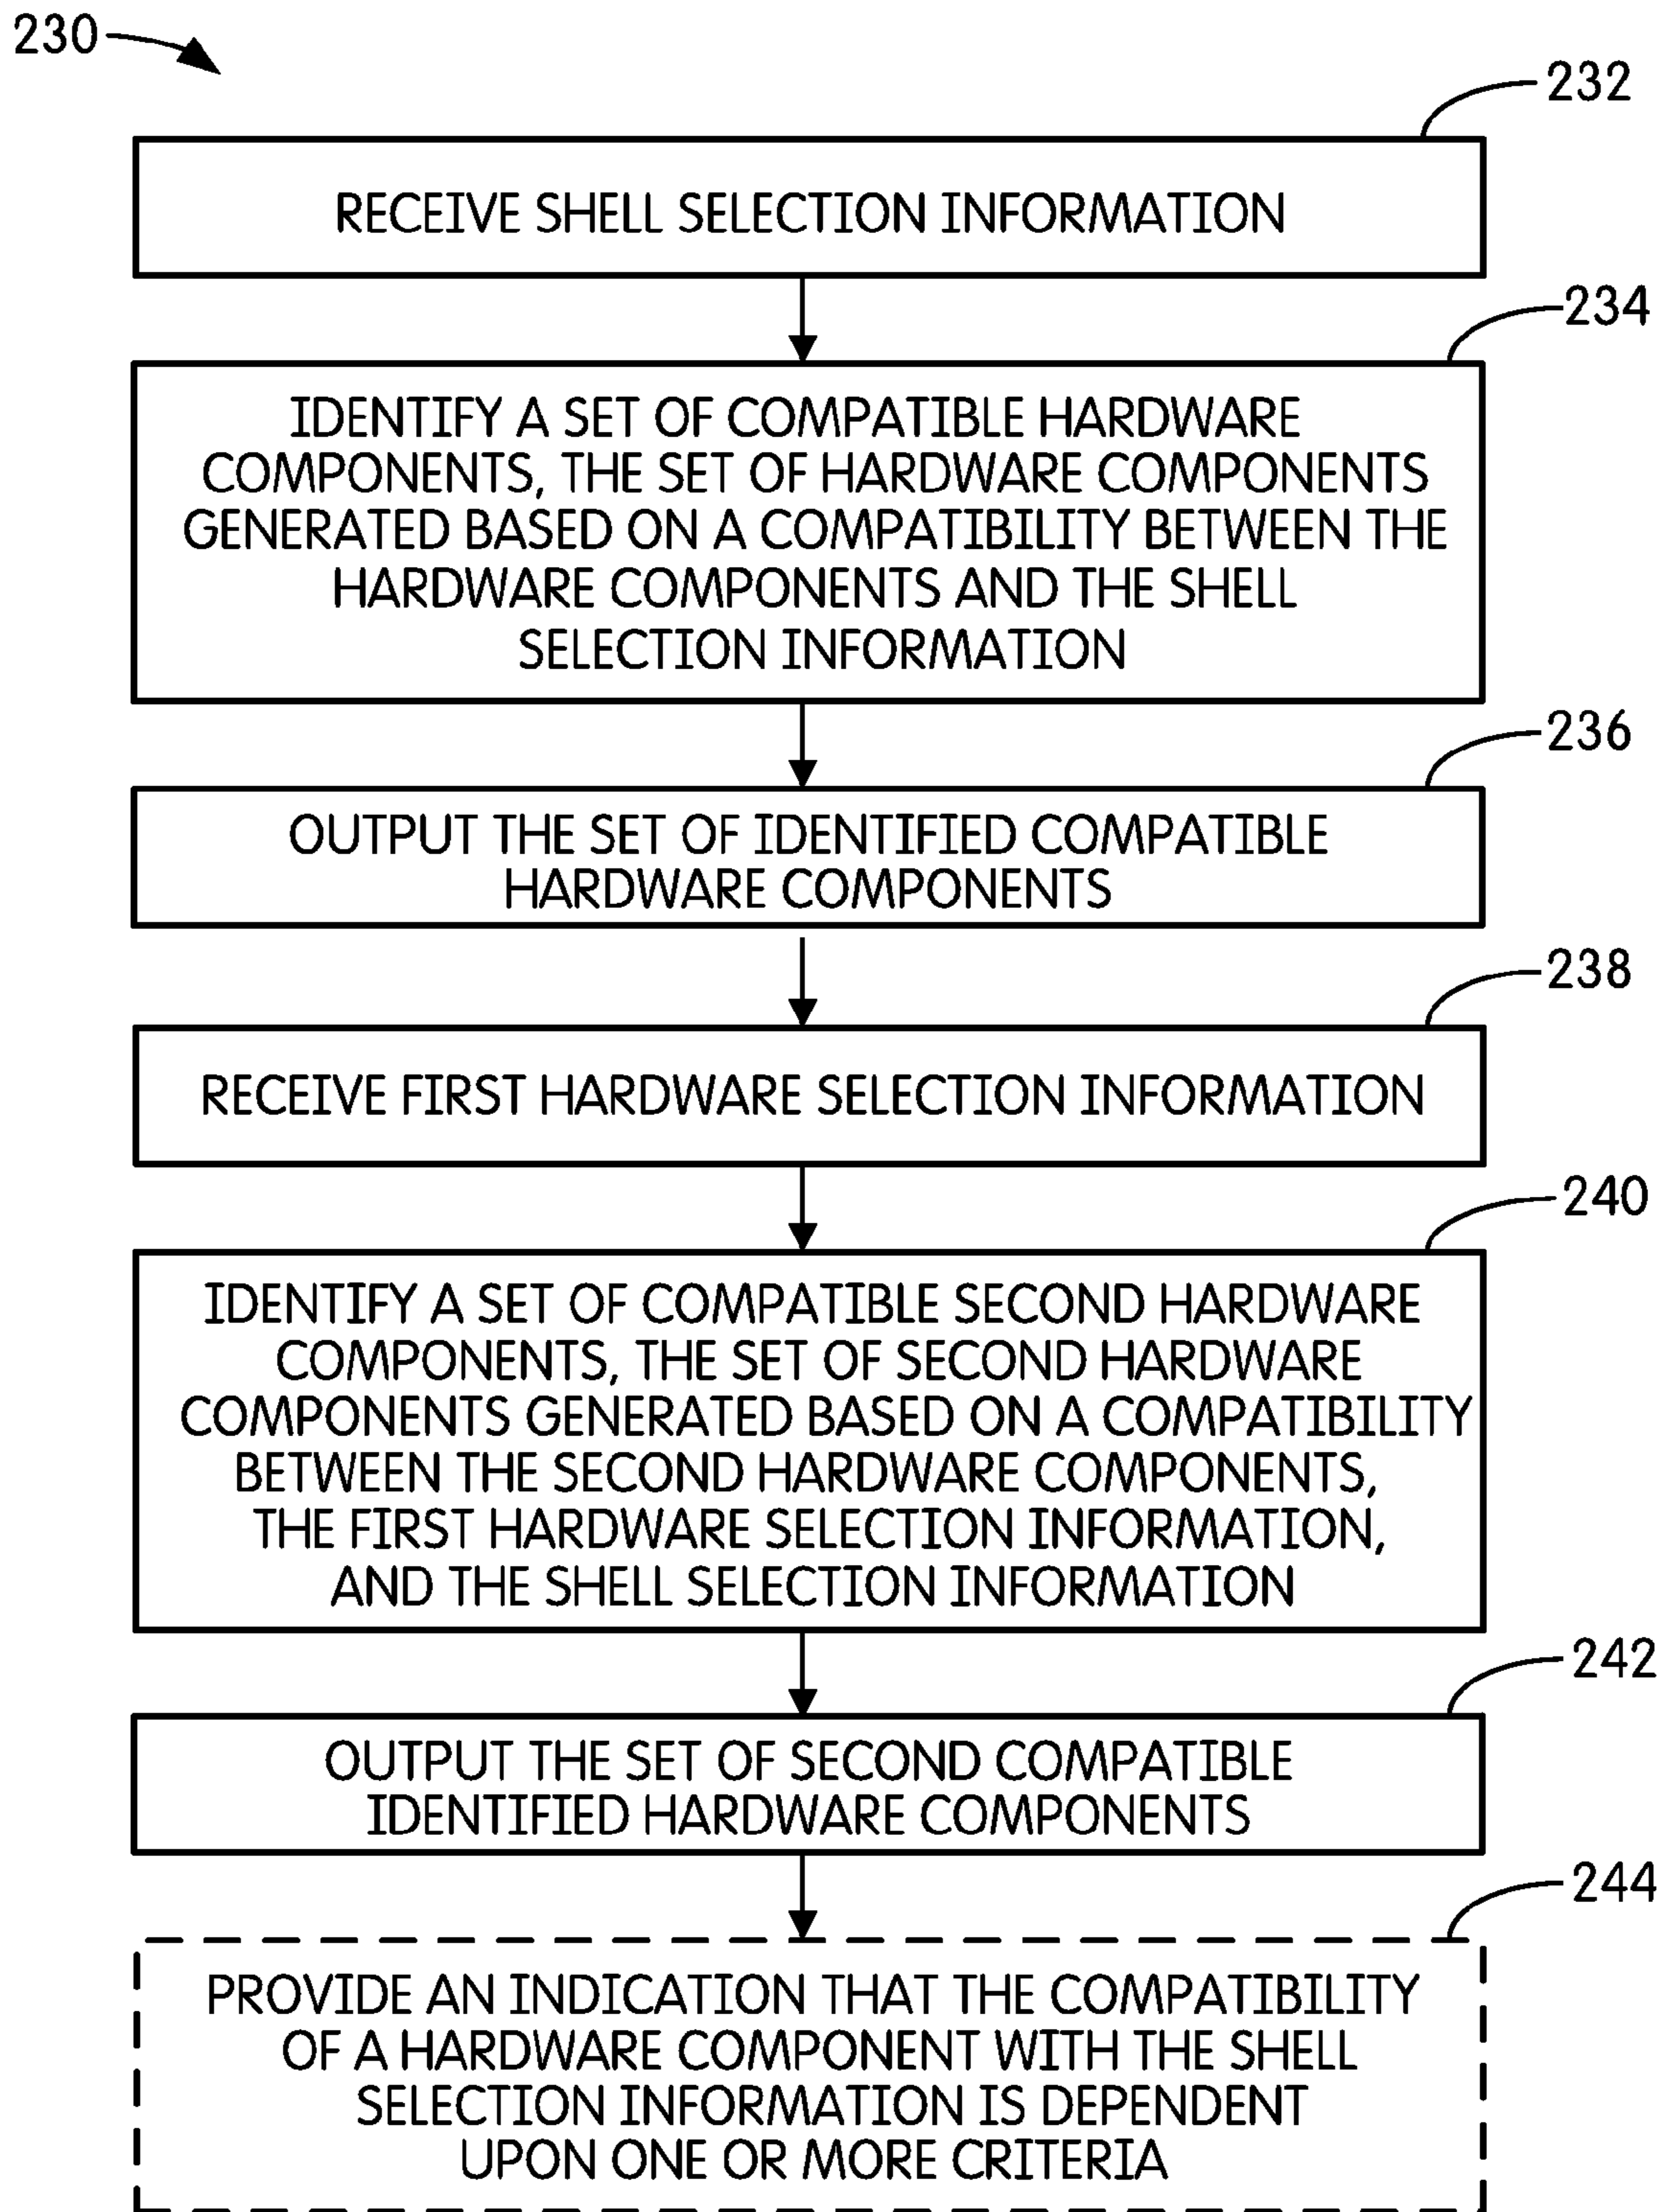 230
232
RECEIVE SHELL SELECTION INFORMATION
234
IDENTIFY A SET OF COMPATIBLE HARDWARE
COMPONENTS, THE SET OF HARDWARE COMPONENTS
GENERATED BASED ON A COMPATIBILITY BETWEEN THE
HARDWARE COMPONENTS AND THE SHELL
SELECTION INFORMATION
236
OUTPUT THE SET OF IDENTIFIED COMPATIBLE
HARDWARE COMPONENTS
238
RECEIVE FIRST HARDWARE SELECTION INFORMATION
240
IDENTIFY A SET OF COMPATIBLE SECOND HARDWARE
COMPONENTS, THE SET OF SECOND HARDWARE
COMPONENTS GENERATED BASED ON A COMPATIBILITY
BETWEEN THE SECOND HARDWARE COMPONENTS,
THE FIRST HARDWARE SELECTION INFORMATION,
AND THE SHELL SELECTION INFORMATION
242
OUTPUT THE SET OF SECOND COMPATIBLE
IDENTIFIED HARDWARE COMPONENTS
244
PROVIDE AN INDICATION THAT THE COMPATIBILITY
OF A HARDWARE COMPONENT WITH THE SHELL
SELECTION INFORMATION IS DEPENDENT
UPON ONE OR MORE CRITERIA